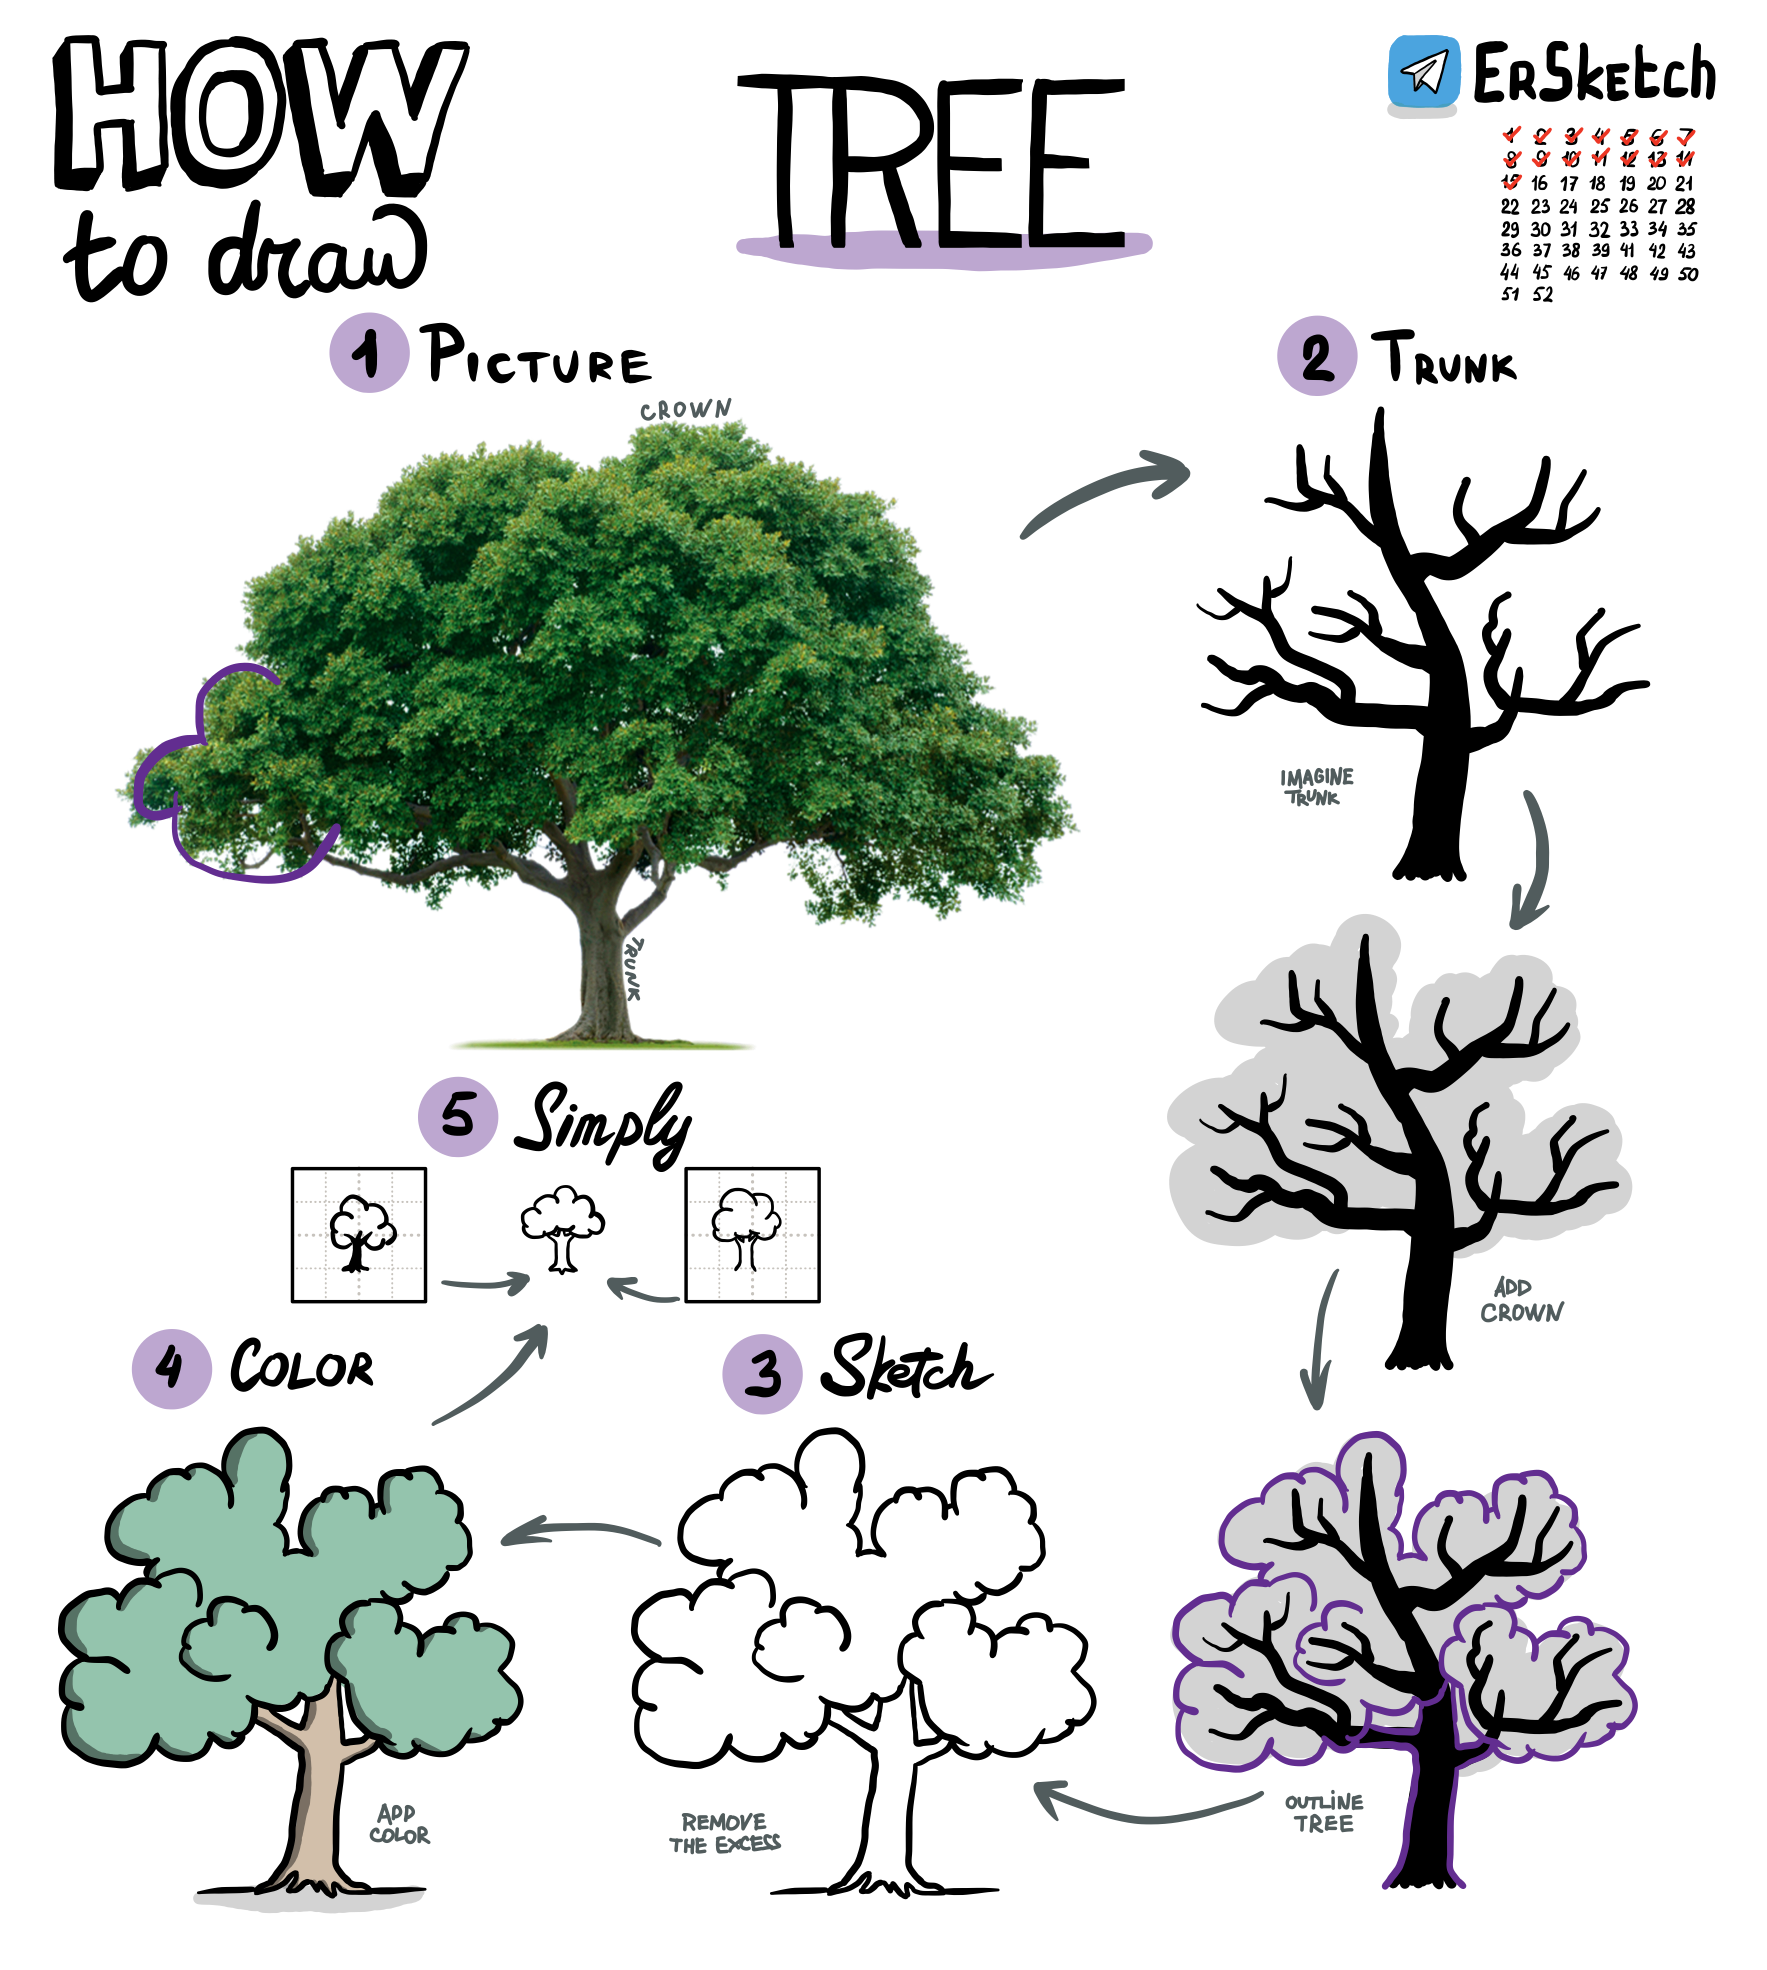 HOW
to draw
TREE
ErSketch
1 2 3 4 5 6 7
8 9 10 11 12 13 14
15 16 17 18 19 20 21
22 23 24 25 26 27 28
29 30 31 32 33 34 35
36 37 38 39 41 42 43
44 45 46 47 48 49 50
51 52
1 PICTURE
CROWN
TRUNK
2 TRUNK
IMAGINE
TRUNK
ADD
CROWN
OUTLINE
TREE
3 Sketch
REMOVE
THE EXCESS
4 COLOR
ADD
COLOR
5 Simply